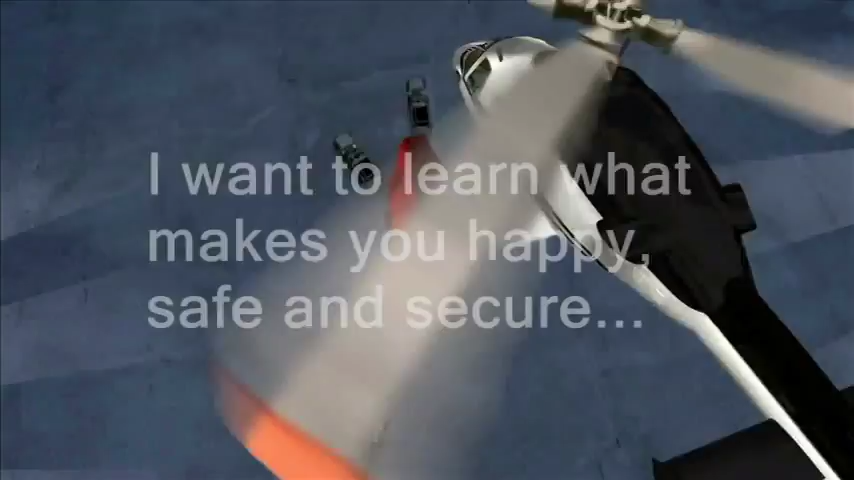 I want to learn what
makes you happy,
safe and secure...